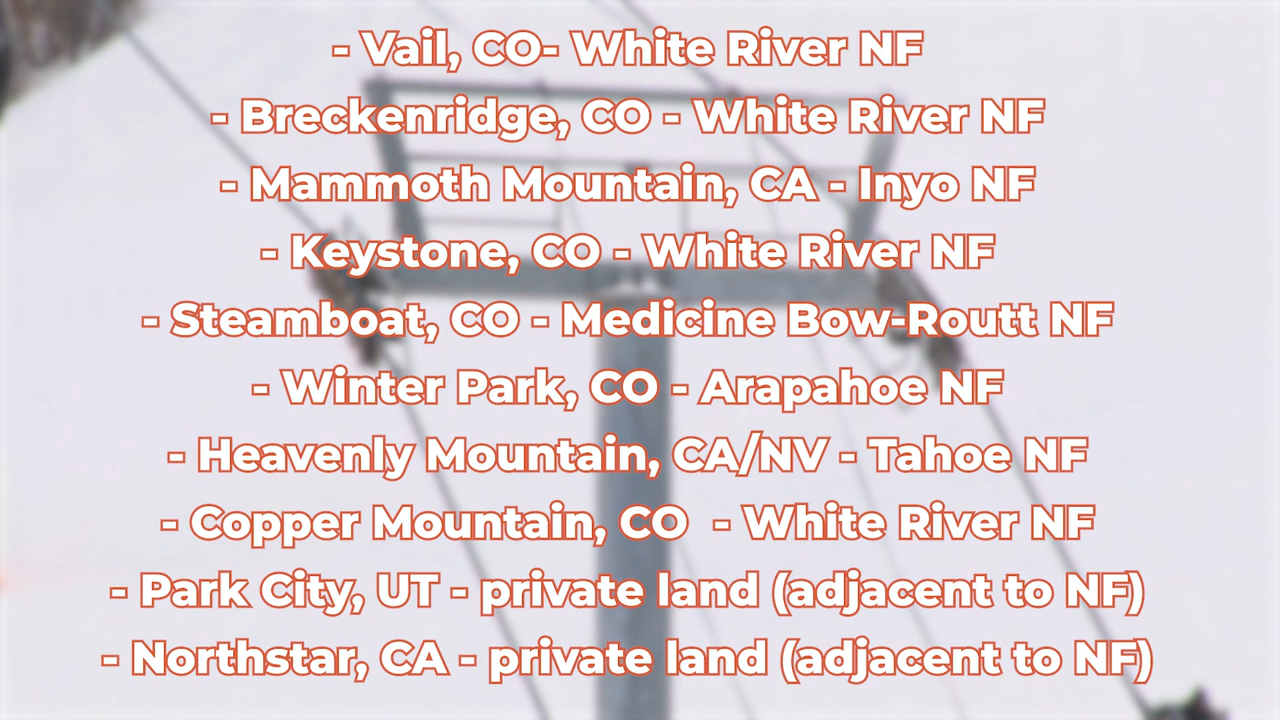 - Vail, CO- White River NF
- Breckenridge, CO - White River NF
- Mammoth Mountain, CA - Inyo NF
- Keystone, CO - White River NF
- Steamboat, CO - Medicine Bow-Routt NF
- Winter Park, CO - Arapahoe NF
- Heavenly Mountain, CA/NV - Tahoe NF
- Copper Mountain, CO  - White River NF
- Park City, UT - private land (adjacent to NF)
- Northstar, CA - private land (adjacent to NF)